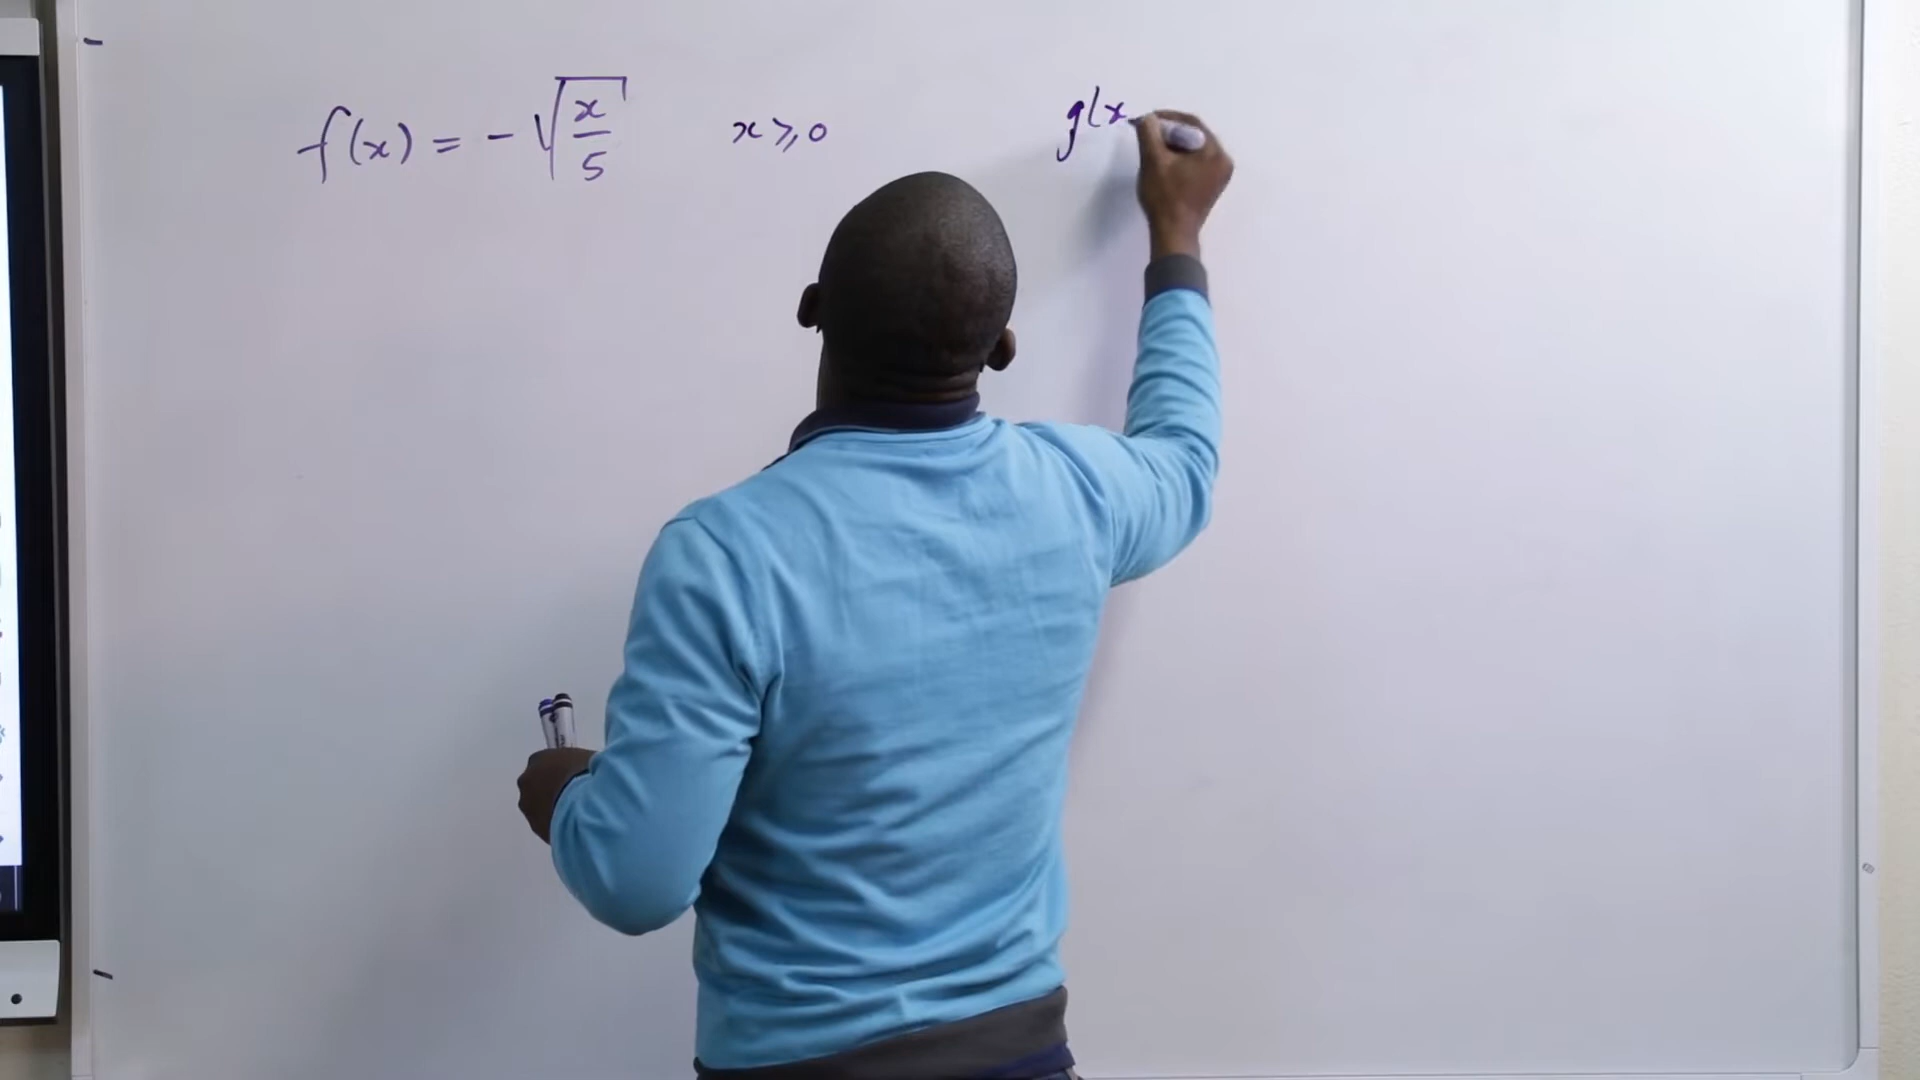 f(x) = -√(x/5) x ≥ 0 g(x